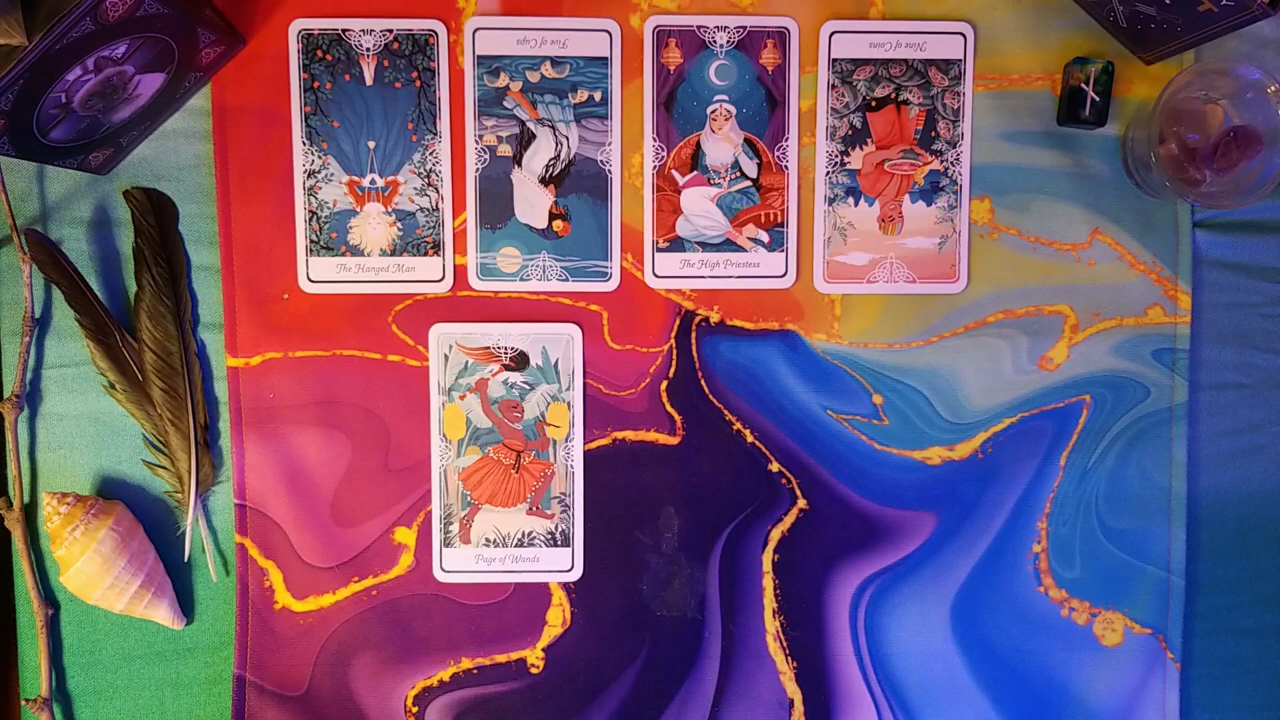 The Hanged Man
Five of Cups
The High Priestess
Nine of Coins
Page of Wands